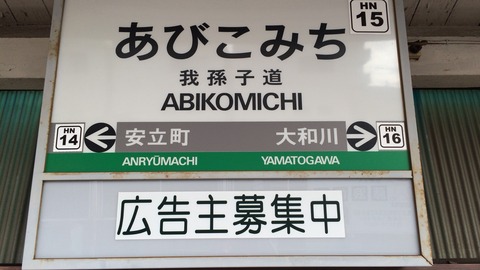 HN
15
あびこみち
我孫子道
ABIKOMICHI
HN
14
安立町
大和川
HN
16
ANRYŪMACHI
YAMATOGAWA
広告主募集中